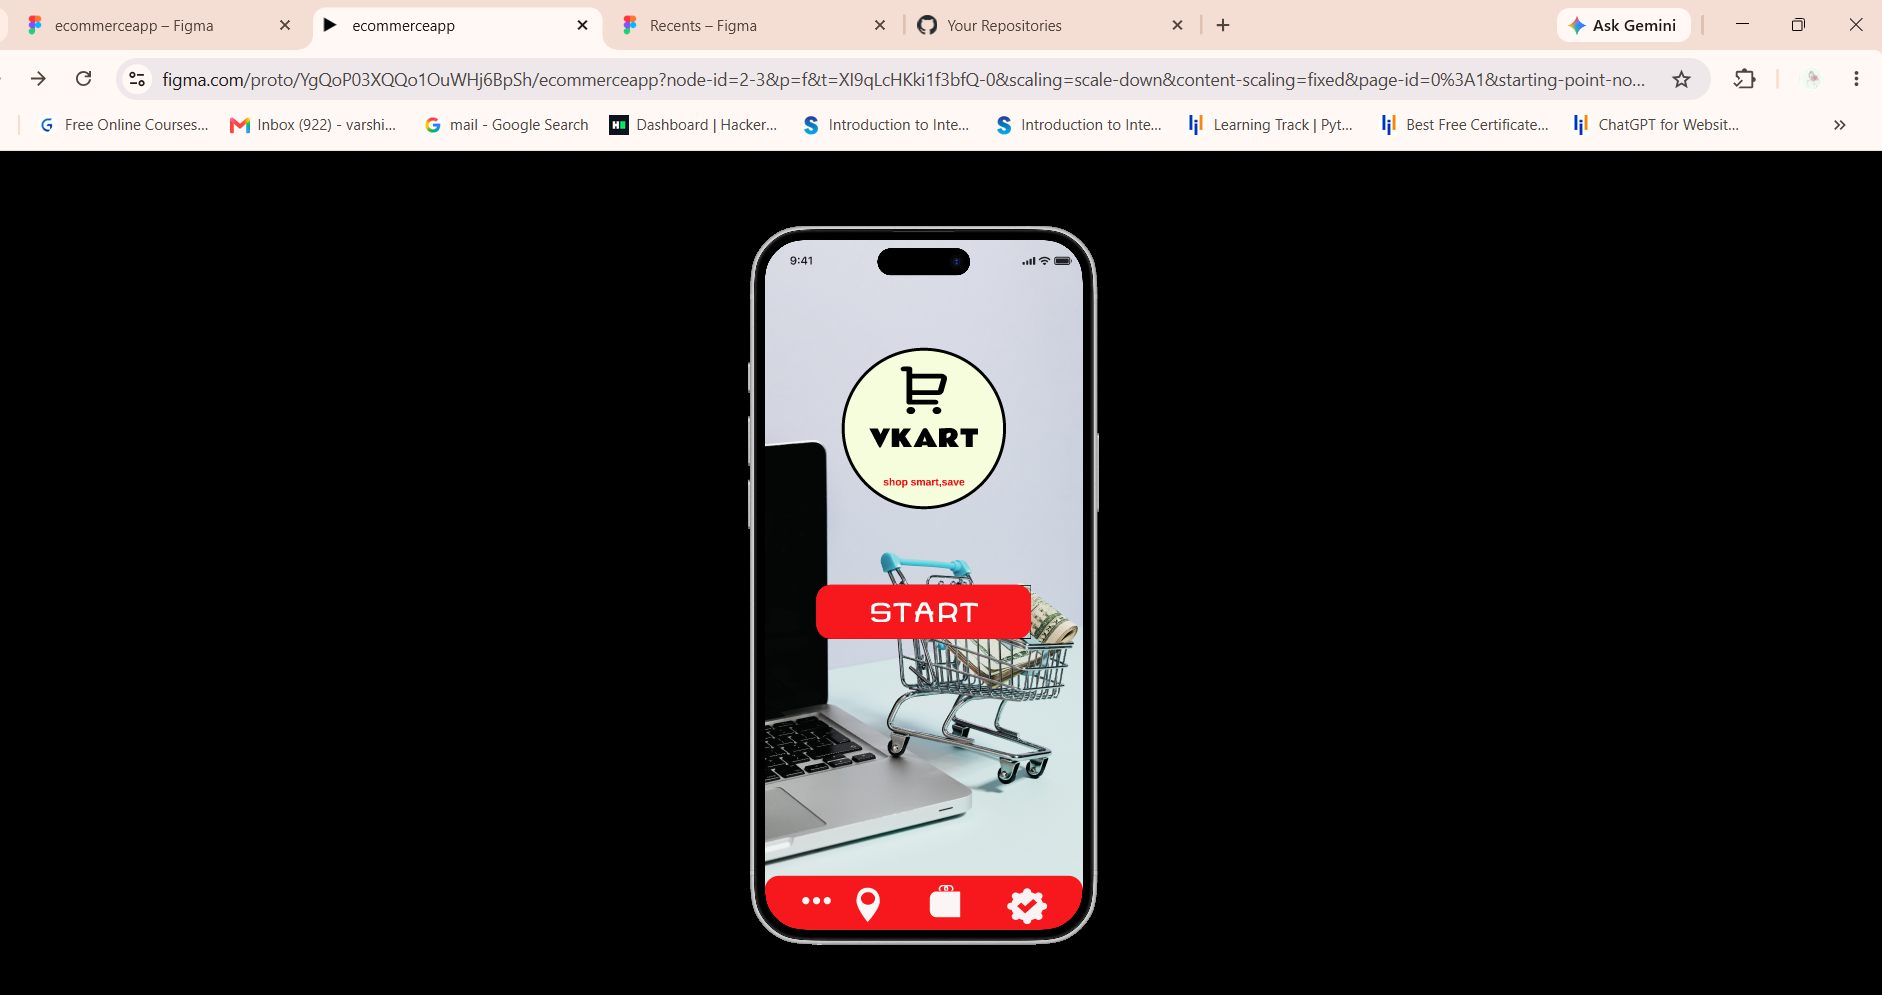 ecommerceapp – Figma
ecommerceapp
Recents – Figma
Your Repositories
Ask Gemini
figma.com/proto/YgQoP03XQQo1OuWHj6BpSh/ecommerceapp?node-id=2-3&p=f&t=XI9qLcHKki1f3bfQ-0&scaling=scale-down&content-scaling=fixed&page-id=0%3A1&starting-point-no...
Free Online Courses...
Inbox (922) - varshi...
mail - Google Search
Dashboard | Hacker...
Introduction to Inte...
Introduction to Inte...
Learning Track | Pyt...
Best Free Certificate...
ChatGPT for Websit...
9:41
VKART
shop smart,save
START